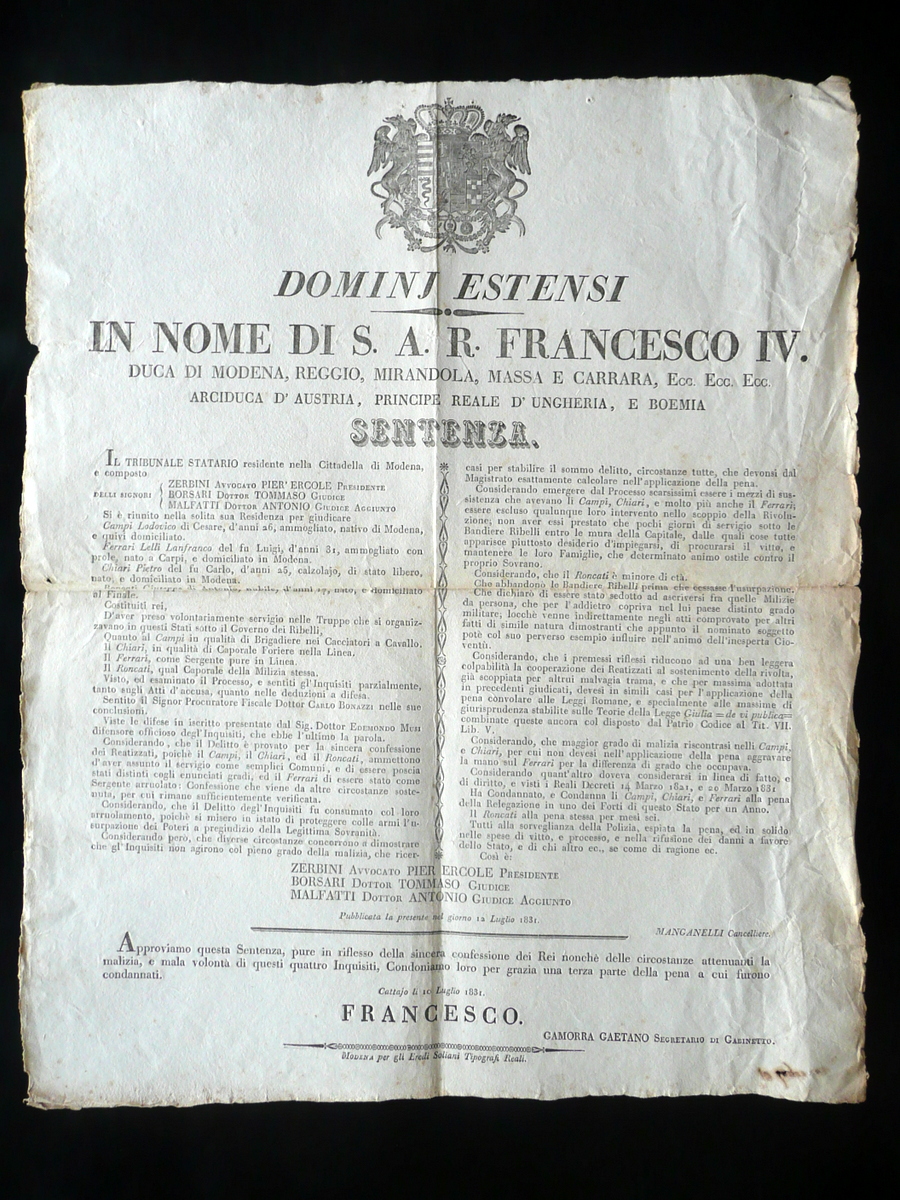 DOMINJ ESTENSI
IN NOME DI S. A. R. FRANCESCO IV.
DUCA DI MODENA, REGGIO, MIRANDOLA, MASSA E CARRARA, Ecc. Ecc. Ecc.
ARCIDUCA D' AUSTRIA, PRINCIPE REALE D' UNGHERIA, E BOEMIA
SENTENZA.
IL TRIBUNALE STATARIO residente nella Cittadella di Modena,
e composto
DELLI SIGNORI
ZERBINI Avvocato PIER' ERCOLE Presidente
BORSARI Dottor TOMMASO Giudice
MALFATTI Dottor ANTONIO Giudice Aggiunto
Si è riunito nella solita sua Residenza per giudicare
Campi Lodovico di Cesare, d'anni 26, ammogliato, nativo di Modena,
e quivi domiciliato.
Ferrari Lelli Lanfranco del fu Luigi, d'anni 31, ammogliato con
prole, nato a Carpi, e domiciliato in Modena.
Chiari Pietro del fu Carlo, d'anni 25, calzolajo, di stato libero,
nato, e domiciliato in Modena.
Roncati Giuseppe di Antonio, nobile, d'anni 17, nato, e domiciliato
al Finale.
Costituiti rei,
D'aver preso volontariamente servigio nelle Truppe che si organiz-
zavano in questi Stati sotto il Governo dei Ribelli,
Quanto al Campi in qualità di Brigadiere nei Cacciatori a Cavallo.
Il Chiari, in qualità di Caporale Foriere nella Linea.
Il Ferrari, come Sergente pure in Linea.
Il Roncati, qual Caporale della Milizia stessa.
Visto, ed esaminato il Processo, e sentiti gl'Inquisiti parzialmente,
tanto sugli Atti d'accusa, quanto nelle deduzioni a difesa.
Sentito il Signor Procuratore Fiscale Dottor CARLO BONAZZI nelle sue
conclusioni.
Viste le difese in iscritto presentate dal Sig. Dottor EDEMONDO MUZI
difensore officioso degl'Inquisiti, che ebbe l'ultimo la parola.
Considerando, che il Delitto è provato per la sincera confessione
dei Reatizzati, poichè il Campi, il Chiari, ed il Roncati, ammettono
d'aver assunto il servigio come semplici Comuni, e di essere poscia
stati distinti cogli enunciati gradi, ed il Ferrari di essere stato come
Sergente arruolato: Confessione che viene da altre circostanze soste-
nuta, per cui rimane sufficientemente verificata.
Considerando, che il Delitto degl'Inquisiti fu consumato col loro
arruolamento, poichè si misero in istato di proteggere colle armi l'u-
surpazione dei Poteri a pregiudizio della Legittima Sovranità.
Considerando però, che diverse circostanze concorrono a dimostrare
che gl'Inquisiti non agirono col pieno grado della malizia, che ricer-
casi per stabilire il sommo delitto, circostanze tutte, che devonsi dal
Magistrato esattamente calcolare nell'applicazione della pena.
Considerando emergere dal Processo scarsissimi essere i mezzi di sus-
sistenza che avevano li Campi, Chiari, e molto più anche il Ferrari;
essere escluso qualunque loro intervento nello scoppio della Rivolu-
zione; non aver essi prestato che pochi giorni di servigio sotto le
Bandiere Ribelli entro le mura della Capitale, dalle quali cose tutte
apparisce piuttosto desiderio d'impiegarsi, di procurarsi il vitto, e
mantenere le loro Famiglie, che determinato animo ostile contro il
proprio Sovrano.
Considerando, che il Roncati è minore di età.
Che abbandonò le Bandiere Ribelli prima che cessasse l'usurpazione.
Che dichiarò di essere stato sedotto ad ascriversi fra quelle Milizie
da persona, che per l'addietro copriva nel lui paese distinto grado
militare; locchè venne indirettamente negli atti comprovato per altri
fatti di simile natura dimostranti che appunto il nominato soggetto
potè col suo perverso esempio influire nell'animo dell'inesperta Gio-
ventù.
Considerando, che i premessi riflessi riducono ad una ben leggera
colpabilità la cooperazione dei Reatizzati al sostenimento della rivolta,
già scoppiata per altrui malvagia trama, e che per massima adottata
in precedenti giudicati, devesi in simili casi per l'applicazione della
pena convolare alle Leggi Romane, e specialmente alle massime di
giurisprudenza stabilite sulle Teorie della Legge Giulia = de vi publica =
combinate queste ancora col disposto dal Patrio Codice al Tit. VII.
Lib. V.
Considerando, che maggior grado di malizia riscontrasi nelli Campi,
e Chiari, per cui non devesi nell'applicazione della pena aggravare
la mano sul Ferrari per la differenza di grado che occupava.
Considerando quant'altro doveva considerarsi in linea di fatto, e
di diritto, e visti i Reali Decreti 14 Marzo 1821, e 20 Marzo 1831
Ha Condannato, e Condanna li Campi, Chiari, e Ferrari alla pena
della Relegazione in uno dei Forti di questo Stato per un Anno.
Il Roncati alla pena stessa per mesi sei.
Tutti alla sorveglianza della Polizia, espiata la pena, ed in solido
nelle spese di vitto, e processo, e nella rifusione dei danni a favore
dello Stato, e di chi altro ec., se come di ragione ec.
Così è:
ZERBINI Avvocato PIER ERCOLE Presidente
BORSARI Dottor TOMMASO Giudice
MALFATTI Dottor ANTONIO Giudice Aggiunto
Pubblicata la presente nel giorno 12 Luglio 1831.
MANGANELLI Cancelliere.
Approviamo questa Sentenza, pure in riflesso della sincera confessione dei Rei nonchè delle circostanze attenuanti la
malizia, e mala volontà di questi quattro Inquisiti, Condoniamo loro per grazia una terza parte della pena a cui furono
condannati.
Cattajo li 10 Luglio 1831.
FRANCESCO.
GAMORRA GAETANO Segretario di Gabinetto.
Modena per gli Eredi Soliani Tipografi Reali.